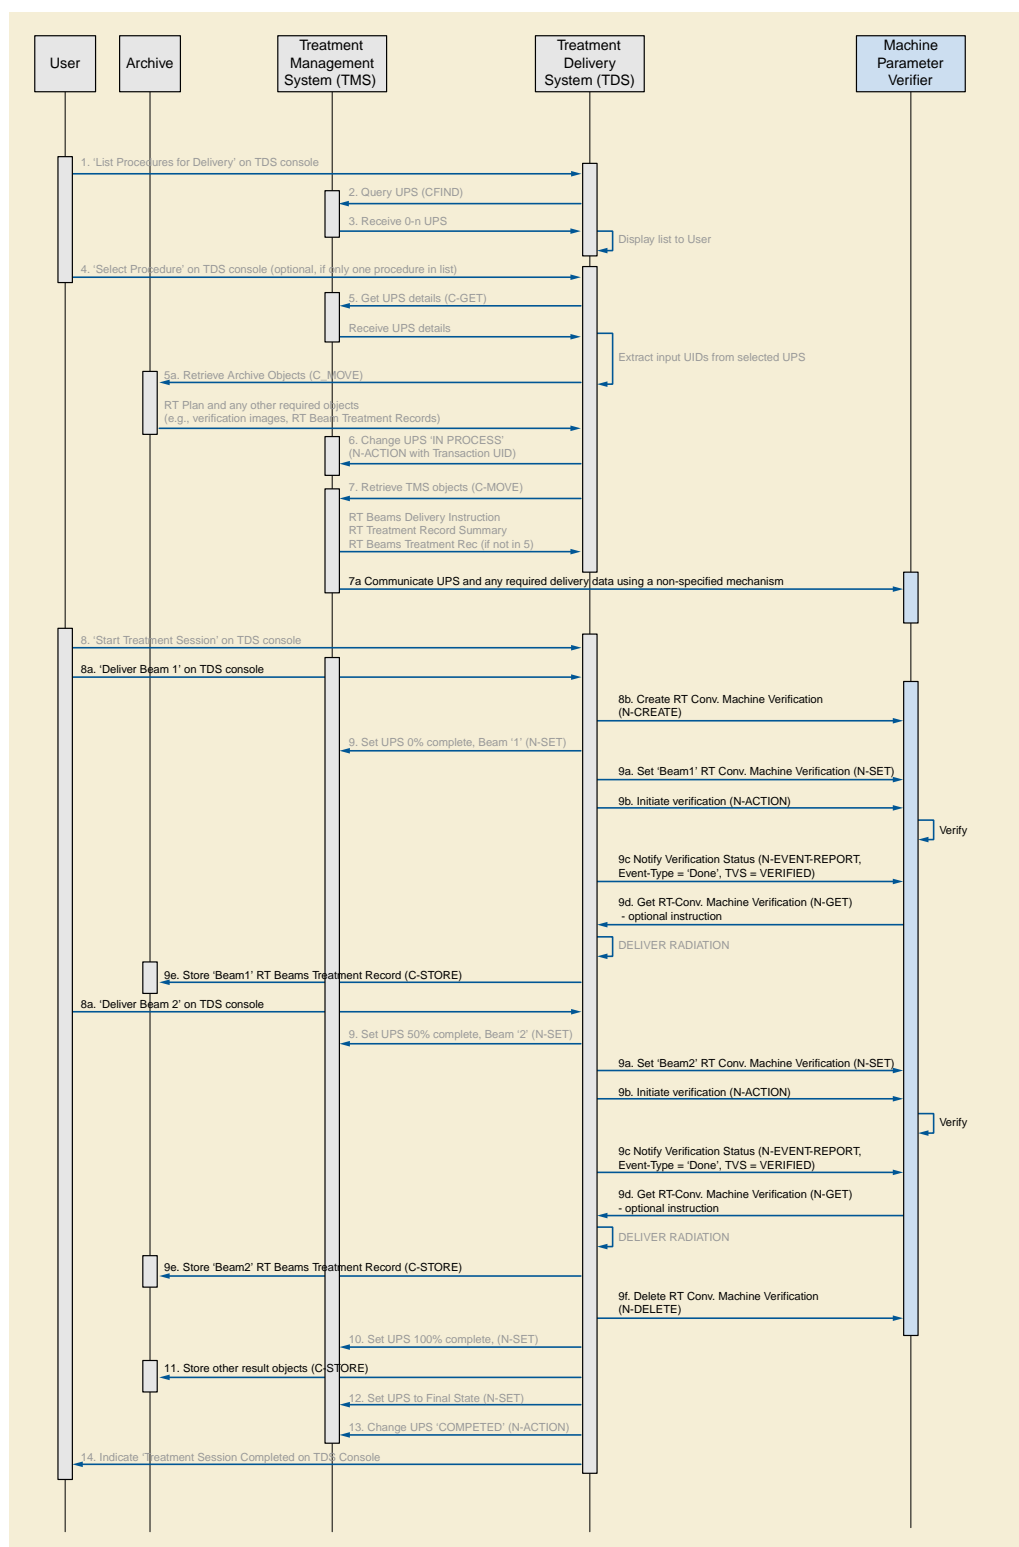 User
Archive
Treatment
Management
System (TMS)
Treatment
Delivery
System (TDS)
Machine
Parameter
Verifier
1. ‘List Procedures for Delivery’ on TDS console
2. Query UPS (CFIND)
3. Receive 0-n UPS
Display list to User
4. ‘Select Procedure’ on TDS console (optional, if only one procedure in list)
5. Get UPS details (C-GET)
Receive UPS details
Extract input UIDs from selected UPS
5a. Retrieve Archive Objects (C_MOVE)
RT Plan and any other required objects
(e.g., verification images, RT Beam Treatment Records)
6. Change UPS ‘IN PROCESS’
(N-ACTION with Transaction UID)
7. Retrieve TMS objects (C-MOVE)
RT Beams Delivery Instruction
RT Treatment Record Summary
RT Beams Treatment Rec (if not in 5)
7a Communicate UPS and any required delivery data using a non-specified mechanism
8. ‘Start Treatment Session’ on TDS console
8a. ‘Deliver Beam 1’ on TDS console
8b. Create RT Conv. Machine Verification
(N-CREATE)
9. Set UPS 0% complete, Beam ‘1’ (N-SET)
9a. Set ‘Beam1’ RT Conv. Machine Verification (N-SET)
9b. Initiate verification (N-ACTION)
Verify
9c Notify Verification Status (N-EVENT-REPORT,
Event-Type = ‘Done’, TVS = VERIFIED)
9d. Get RT-Conv. Machine Verification (N-GET)
- optional instruction
DELIVER RADIATION
9e. Store ‘Beam1’ RT Beams Treatment Record (C-STORE)
8a. ‘Deliver Beam 2’ on TDS console
9. Set UPS 50% complete, Beam ‘2’ (N-SET)
9a. Set ‘Beam2’ RT Conv. Machine Verification (N-SET)
9b. Initiate verification (N-ACTION)
Verify
9c Notify Verification Status (N-EVENT-REPORT,
Event-Type = ‘Done’, TVS = VERIFIED)
9d. Get RT-Conv. Machine Verification (N-GET)
- optional instruction
DELIVER RADIATION
9e. Store ‘Beam2’ RT Beams Treatment Record (C-STORE)
9f. Delete RT Conv. Machine Verification
(N-DELETE)
10. Set UPS 100% complete, (N-SET)
11. Store other result objects (C-STORE)
12. Set UPS to Final State (N-SET)
13. Change UPS ‘COMPETED’ (N-ACTION)
14. Indicate ‘Treatment Session Completed on TDS Console